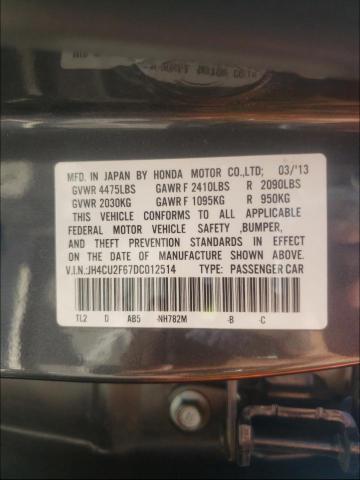 MFD. IN JAPAN BY HONDA MOTOR CO.,LTD; 03/'13
GVWR 4475LBS GAWR F 2410LBS R 2090LBS
GVWR 2030KG GAWR F 1095KG R 950KG
THIS VEHICLE CONFORMS TO ALL APPLICABLE
FEDERAL MOTOR VEHICLE SAFETY ,BUMPER,
AND THEFT PREVENTION STANDARDS IN EFFECT
ON THE DATE OF MANUFACTURE SHOWN ABOVE.
V.I.N.:JH4CU2F67DC012514 TYPE: PASSENGER CAR
TL2 D AB5 -NH782M -B -C